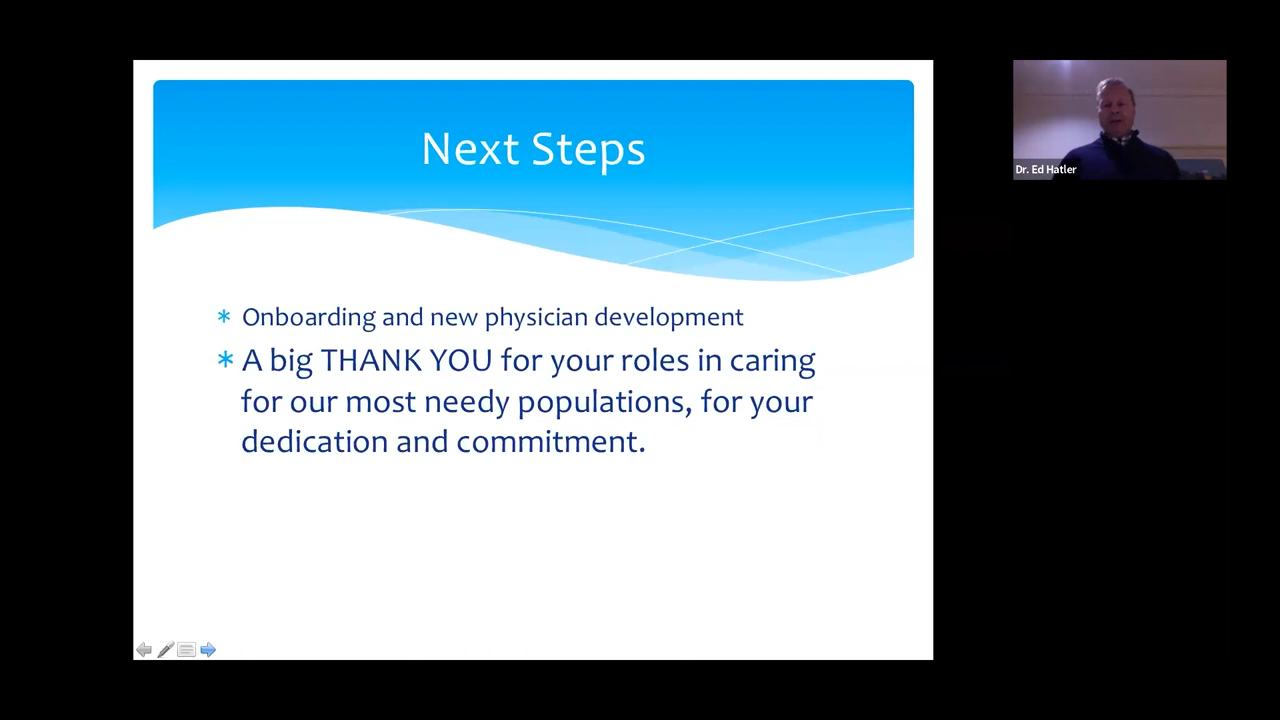 Next Steps
* Onboarding and new physician development
* A big THANK YOU for your roles in caring
for our most needy populations, for your
dedication and commitment.
Dr. Ed Hatler